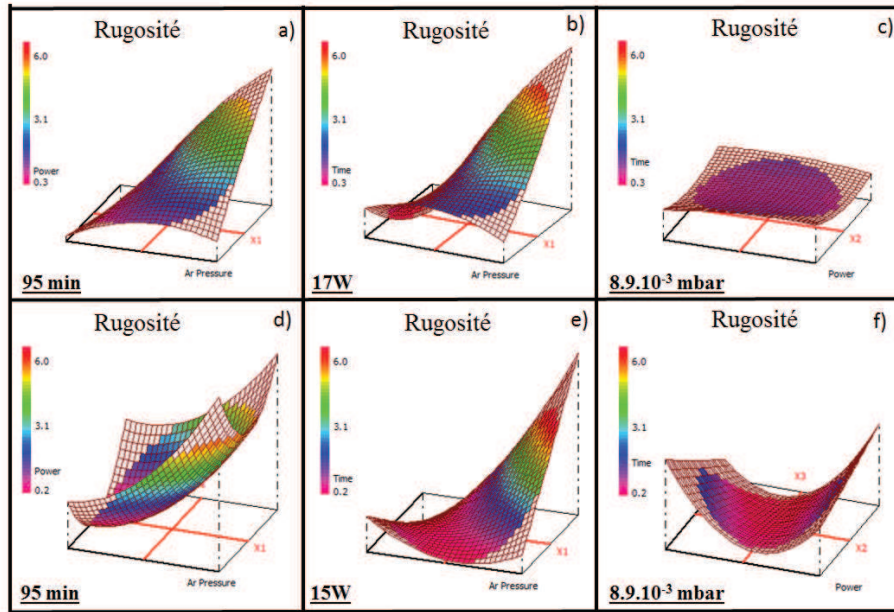 Rugosité
a)
6.0
3.1
Power
0.3
X1
Ar Pressure
95 min
Rugosité
b)
6.0
3.1
Time
0.3
X1
Ar Pressure
17W
Rugosité
c)
6.0
3.1
Time
0.3
X2
Power
8.9.10⁻³ mbar
Rugosité
d)
6.0
3.1
Power
0.2
X1
Ar Pressure
95 min
Rugosité
e)
6.0
3.1
Time
0.2
X1
Ar Pressure
15W
Rugosité
f)
6.0
3.1
Time
0.2
X3
X2
Power
8.9.10⁻³ mbar